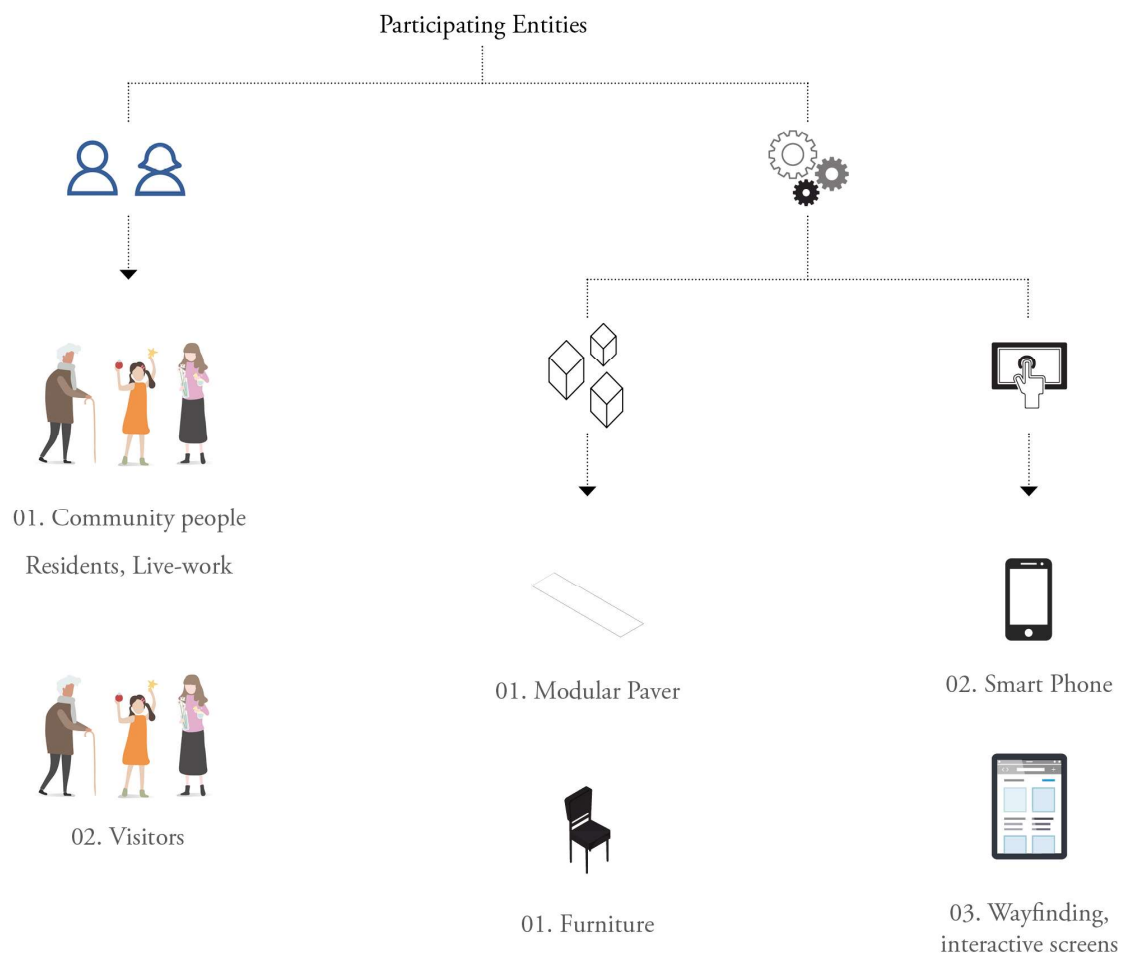 Participating Entities
01. Community people
Residents, Live-work
02. Visitors
01. Modular Paver
01. Furniture
02. Smart Phone
03. Wayfinding,
interactive screens